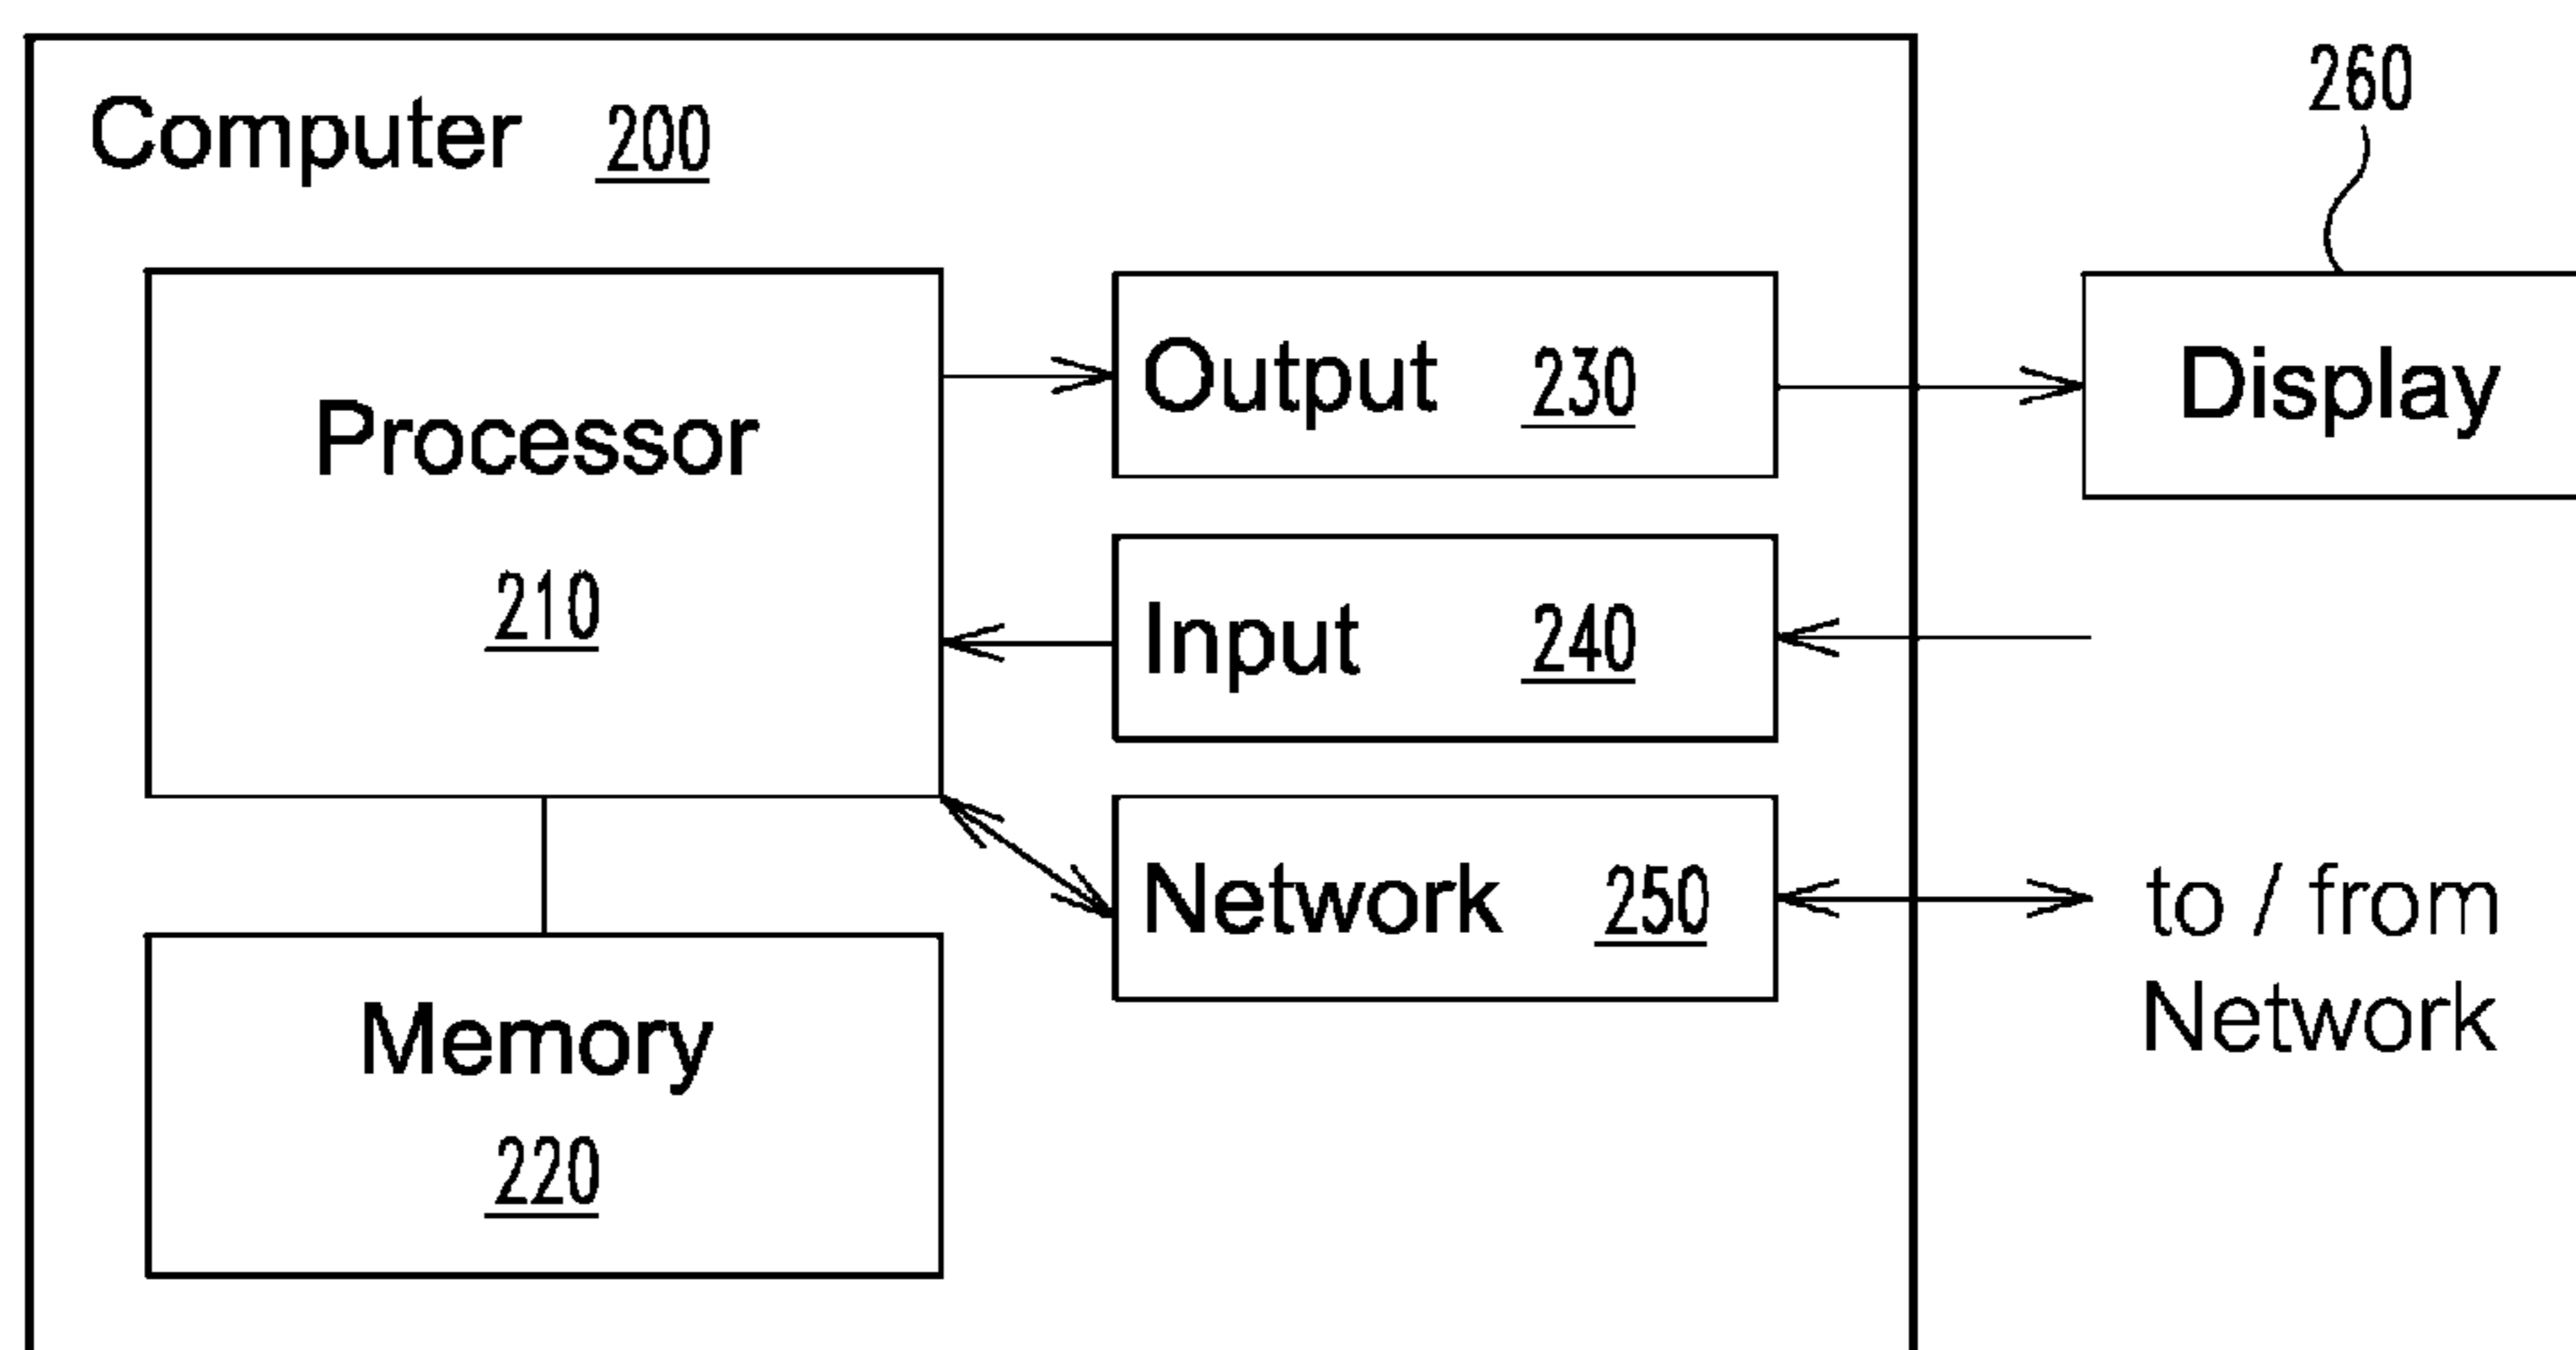 Computer 200
260
Processor
210
Output 230
Display
Input 240
Network 250
to / from
Network
Memory
220